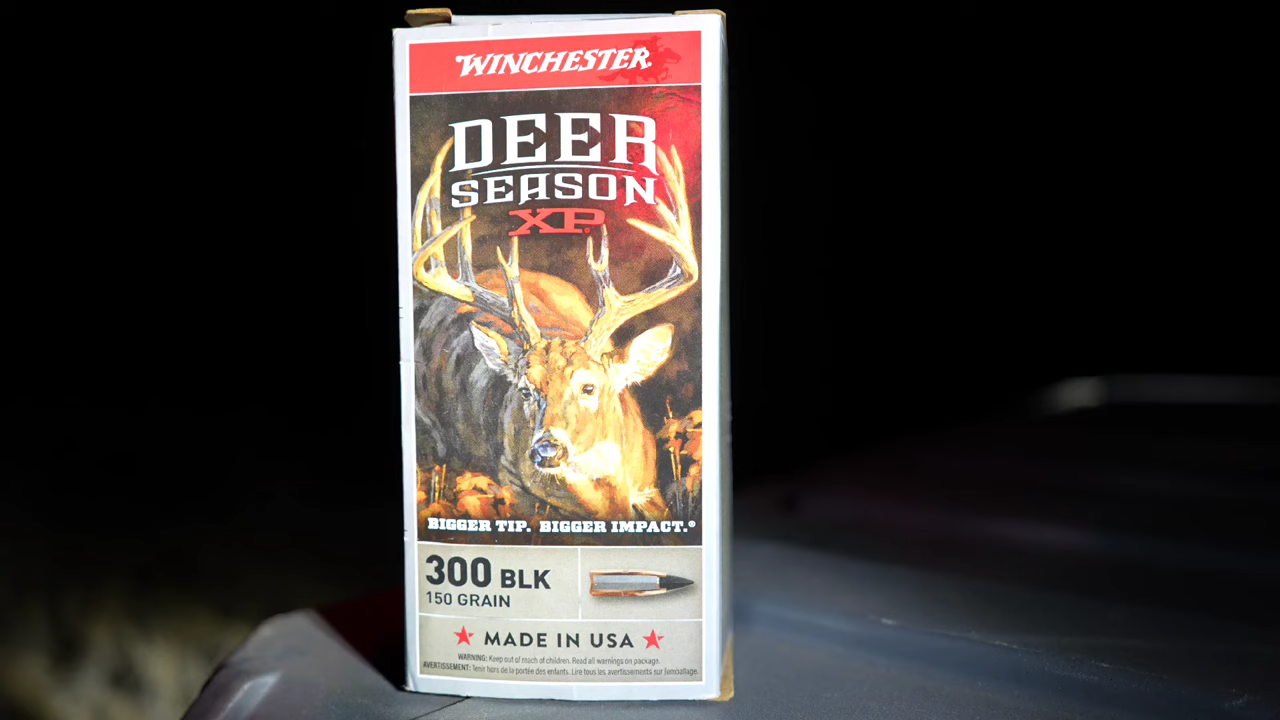 WINCHESTER
DEER
SEASON
XP®
BIGGER TIP. BIGGER IMPACT.®
300 BLK
150 GRAIN
MADE IN USA
WARNING: Keep out of reach of children. Read all warnings on package.
AVERTISSEMENT: Tenir hors de la portée des enfants. Lire tous les avertissements sur l'emballage.